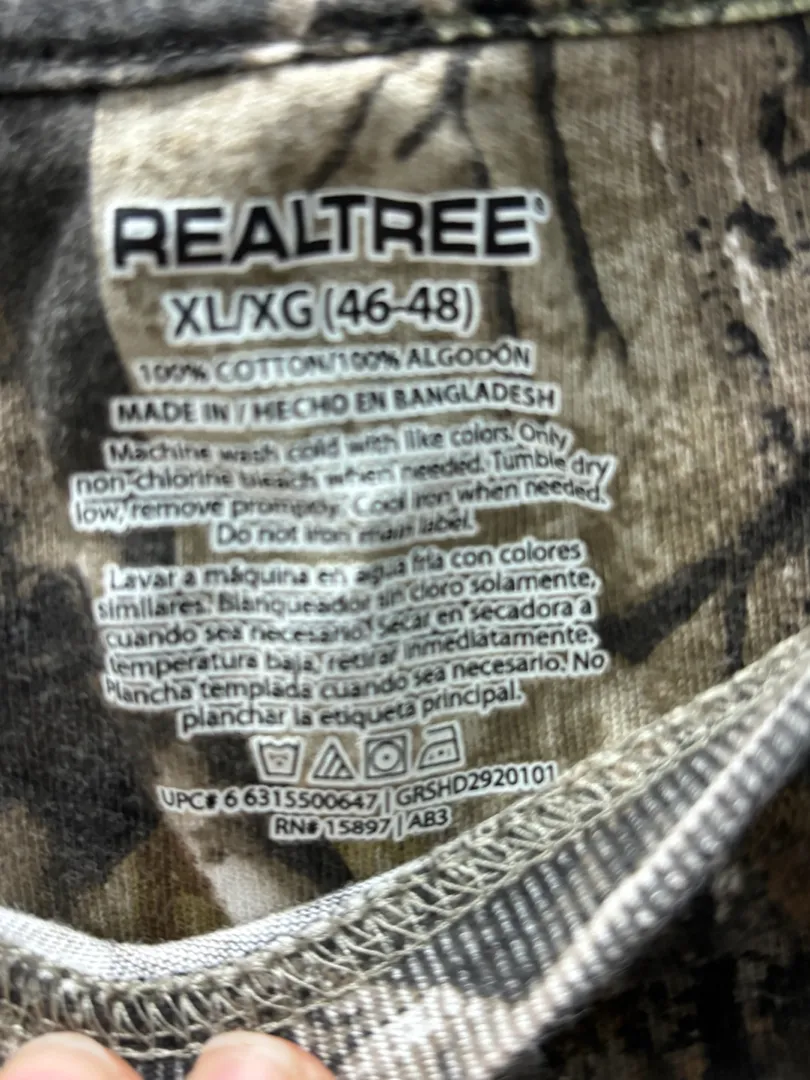 REALTREE®
XL/XG (46-48)
100% COTTON/100% ALGODÓN
MADE IN / HECHO EN BANGLADESH
Machine wash cold with like colors. Only
non-chlorine bleach when needed. Tumble dry
low, remove promptly. Cool iron when needed.
Do not iron main label.
Lavar a máquina en agua fría con colores
similares. Blanqueador sin cloro solamente,
cuando sea necesario. Secar en secadora a
temperatura baja, retirar inmediatamente.
Plancha templada cuando sea necesario. No
planchar la etiqueta principal.
UPC# 6 6315500647 | GRSHD2920101
RN# 15897 | AB3